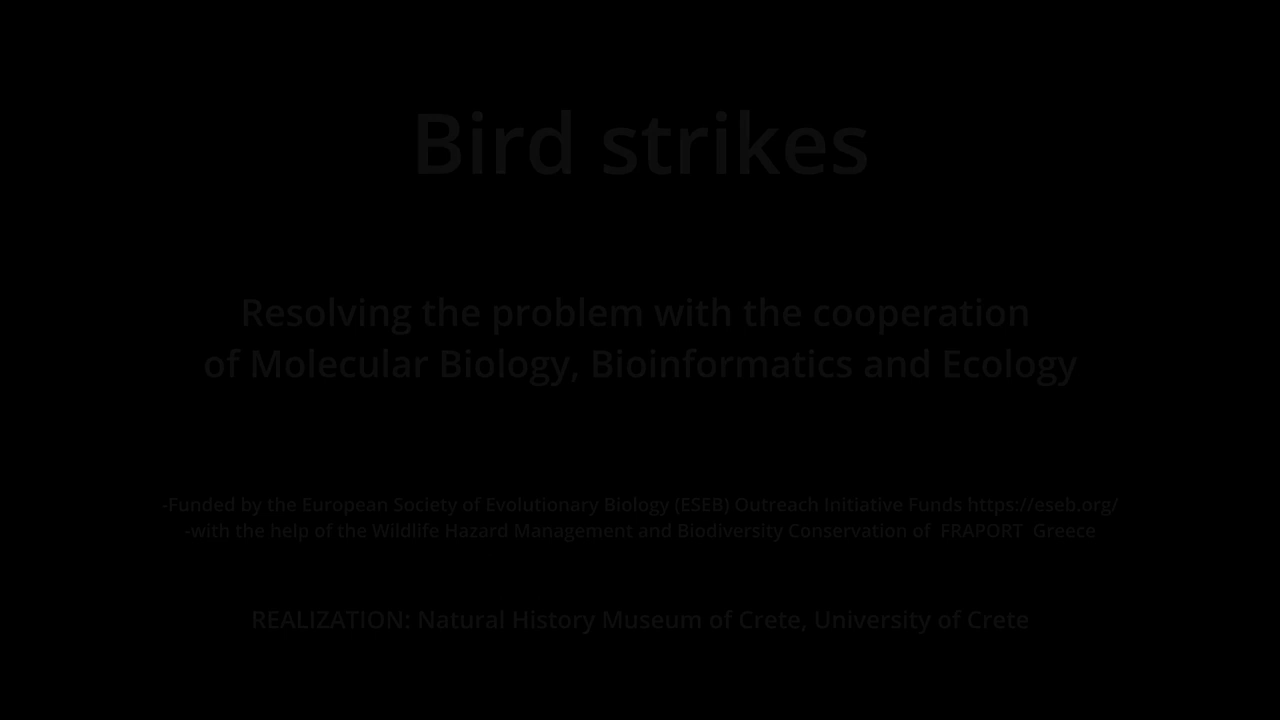 Bird strikes
Resolving the problem with the cooperation
of Molecular Biology, Bioinformatics and Ecology
-Funded by the European Society of Evolutionary Biology (ESEB) Outreach Initiative Funds https://eseb.org/
-with the help of the Wildlife Hazard Management and Biodiversity Conservation of FRAPORT Greece
REALIZATION: Natural History Museum of Crete, University of Crete